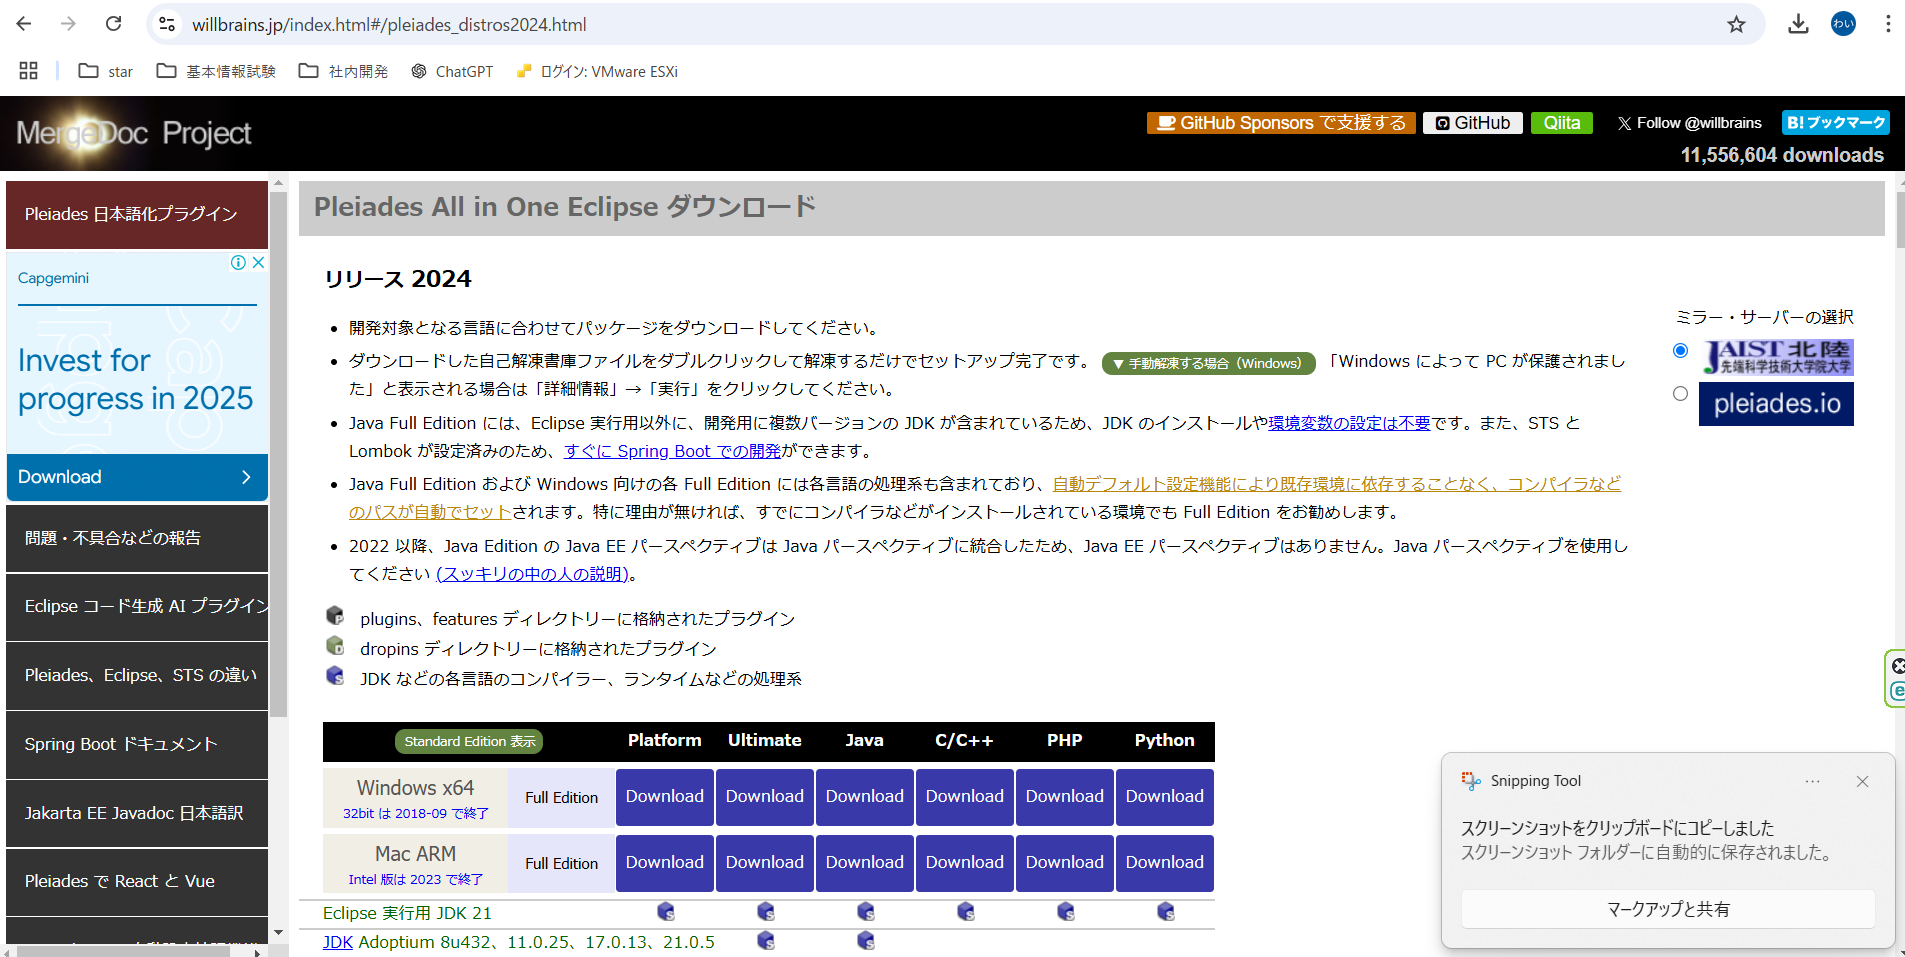 willbrains.jp/index.html#/pleiades_distros2024.html
わい
star
基本情報試験
社内開発
ChatGPT
ログイン: VMware ESXi
MergeDoc Project
GitHub Sponsors で支援する
GitHub
Qiita
Follow @willbrains
B! ブックマーク
11,556,604 downloads
Pleiades 日本語化プラグイン
Capgemini
Invest for
progress in 2025
Download
問題・不具合などの報告
Eclipse コード生成 AI プラグイン
Pleiades、Eclipse、STS の違い
Spring Boot ドキュメント
Jakarta EE Javadoc 日本語訳
Pleiades で React と Vue
Pleiades All in One Eclipse ダウンロード
リリース 2024
開発対象となる言語に合わせてパッケージをダウンロードしてください。
ダウンロードした自己解凍書庫ファイルをダブルクリックして解凍するだけでセットアップ完了です。 ▼ 手動解凍する場合（Windows） 「Windows によって PC が保護されまし
た」と表示される場合は「詳細情報」→「実行」をクリックしてください。
Java Full Edition には、Eclipse 実行用以外に、開発用に複数バージョンの JDK が含まれているため、JDK のインストールや環境変数の設定は不要です。また、STS と
Lombok が設定済みのため、すぐに Spring Boot での開発ができます。
Java Full Edition および Windows 向けの各 Full Edition には各言語の処理系も含まれており、自動デフォルト設定機能により既存環境に依存することなく、コンパイラなど
のパスが自動でセットされます。特に理由が無ければ、すでにコンパイラなどがインストールされている環境でも Full Edition をお勧めします。
2022 以降、Java Edition の Java EE パースペクティブは Java パースペクティブに統合したため、Java EE パースペクティブはありません。Java パースペクティブを使用し
てください (スッキリの中の人の説明)。
ミラー・サーバーの選択
JAIST 北陸
先端科学技術大学院大学
pleiades.io
plugins、features ディレクトリーに格納されたプラグイン
dropins ディレクトリーに格納されたプラグイン
JDK などの各言語のコンパイラー、ランタイムなどの処理系
Standard Edition 表示 Platform Ultimate Java C/C++ PHP Python
Windows x64
32bit は 2018-09 で終了
Full Edition Download Download Download Download Download Download
Mac ARM
Intel 版は 2023 で終了
Full Edition Download Download Download Download Download Download
Eclipse 実行用 JDK 21
JDK Adoptium 8u432、11.0.25、17.0.13、21.0.5
Snipping Tool
スクリーンショットをクリップボードにコピーしました
スクリーンショット フォルダーに自動的に保存されました。
マークアップと共有